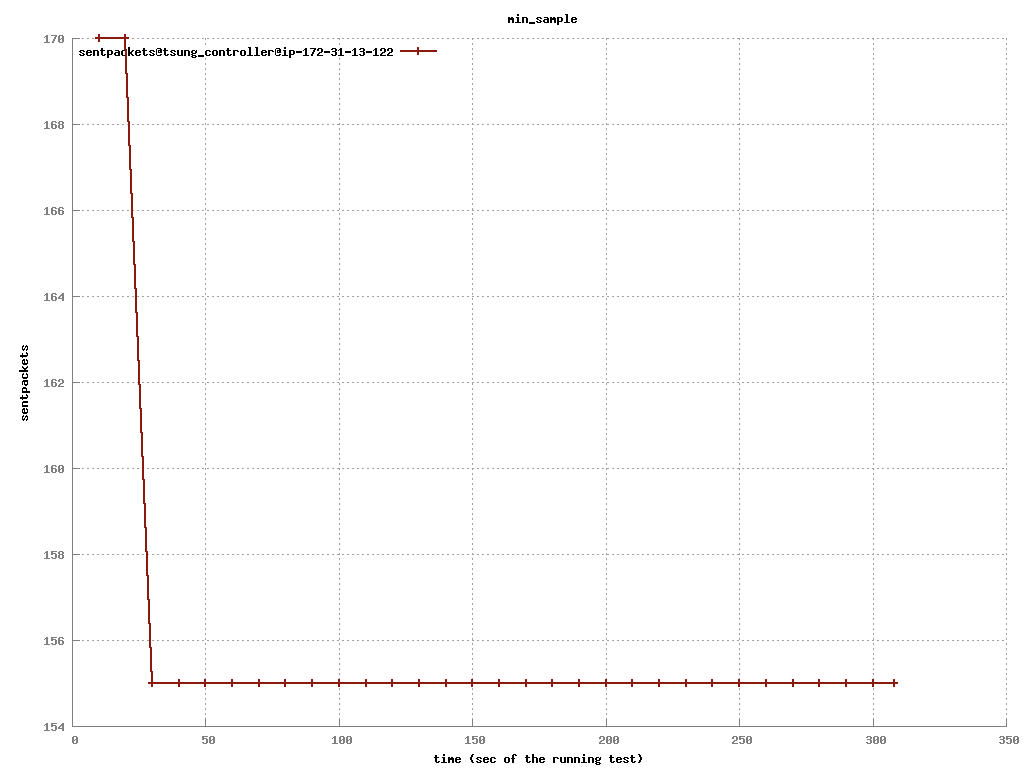 min_sample
170
sentpackets@tsung_controller@ip-172-31-13-122
168
166
164
162
sentpackets
160
158
156
154
0 50 100 150 200 250 300 350
time (sec of the running test)